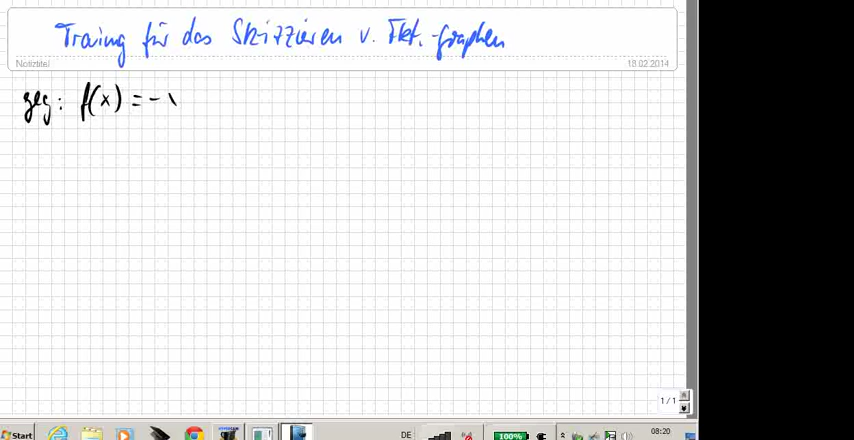 Traing für das Skizzieren v. Fkt.-graphen
Notiztitel 18.02.2014
geg: f(x) = -
1 / 1
Start DE 100% 08:20